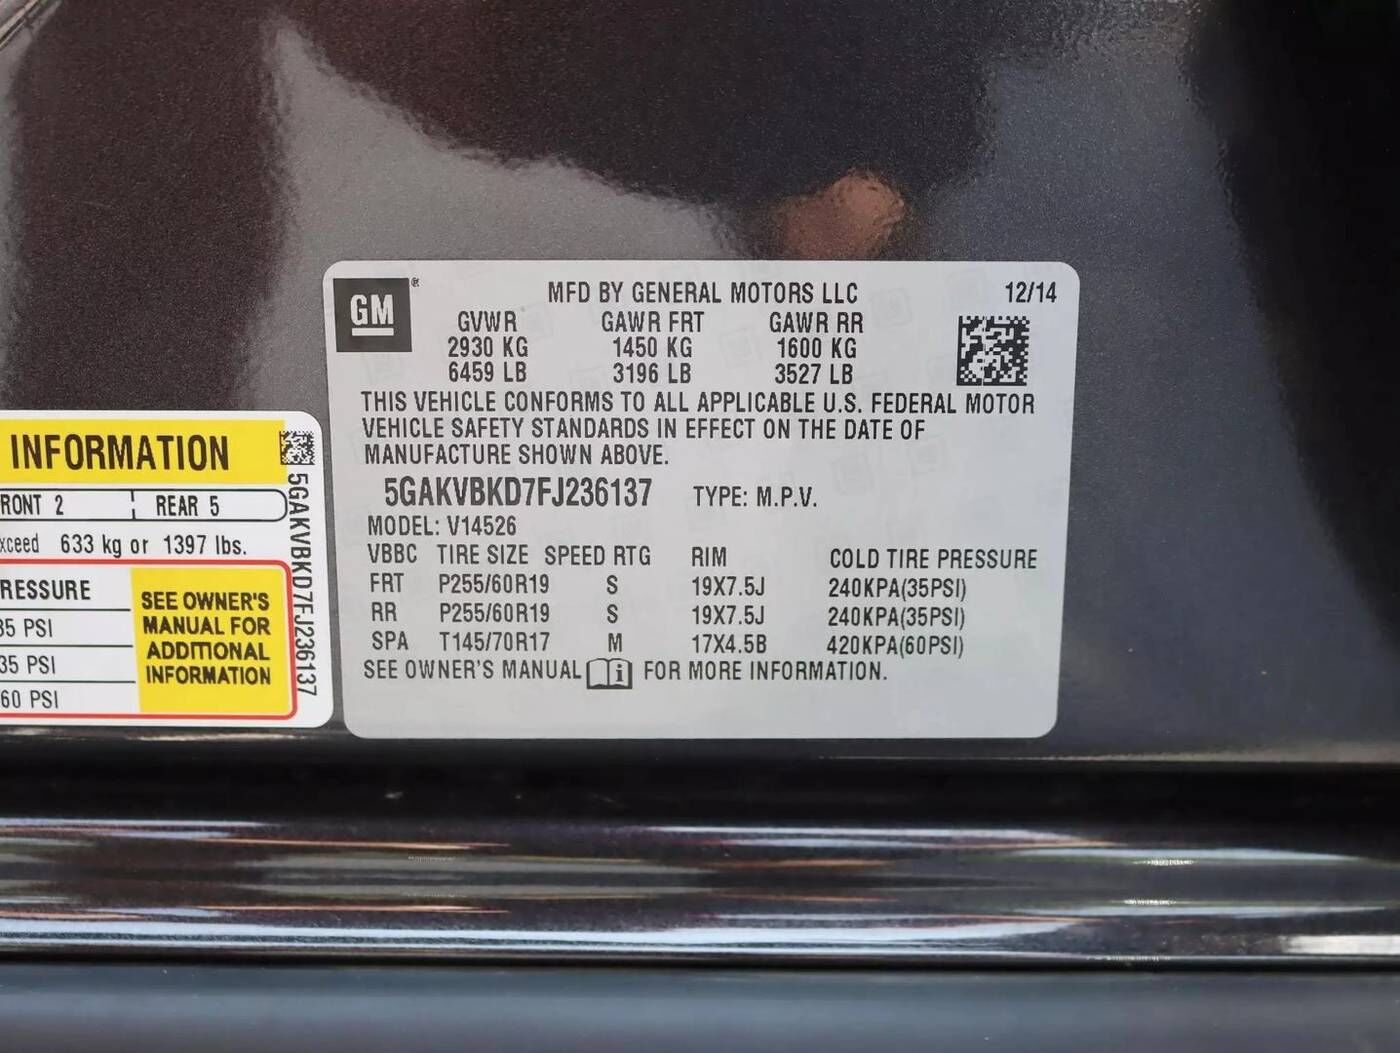 GM
MFD BY GENERAL MOTORS LLC 12/14
GVWR GAWR FRT GAWR RR
2930 KG 1450 KG 1600 KG
6459 LB 3196 LB 3527 LB
THIS VEHICLE CONFORMS TO ALL APPLICABLE U.S. FEDERAL MOTOR
VEHICLE SAFETY STANDARDS IN EFFECT ON THE DATE OF
MANUFACTURE SHOWN ABOVE.
5GAKVBKD7FJ236137 TYPE: M.P.V.
MODEL: V14526
VBBC TIRE SIZE SPEED RTG RIM COLD TIRE PRESSURE
FRT P255/60R19 S 19X7.5J 240KPA(35PSI)
RR P255/60R19 S 19X7.5J 240KPA(35PSI)
SPA T145/70R17 M 17X4.5B 420KPA(60PSI)
SEE OWNER'S MANUAL FOR MORE INFORMATION.
INFORMATION
RONT 2 REAR 5
xceed 633 kg or 1397 lbs.
RESSURE
35 PSI
35 PSI
60 PSI
SEE OWNER'S
MANUAL FOR
ADDITIONAL
INFORMATION
5GAKVBKD7FJ236137